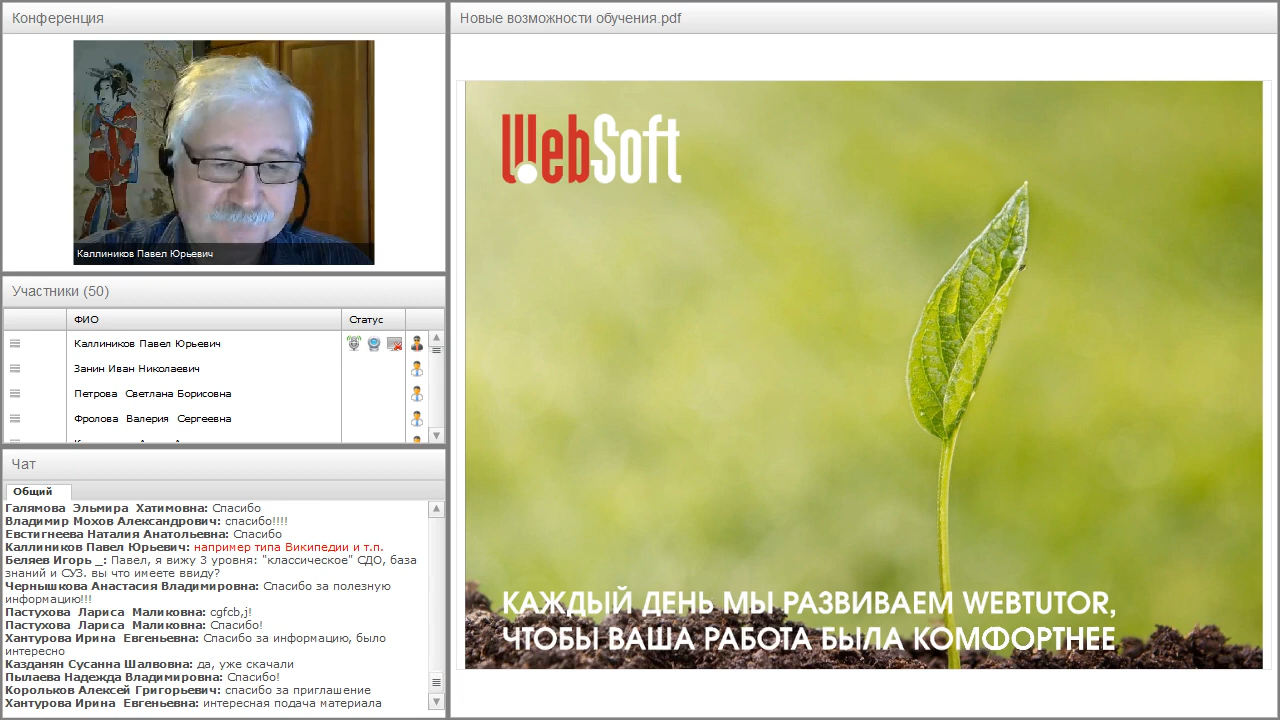 Конференция
Каллиников Павел Юрьевич
Участники (50)
ФИО
Статус
Каллиников Павел Юрьевич
Занин Иван Николаевич
Петрова Светлана Борисовна
Фролова Валерия Сергеевна
Чат
Общий
Галямова Эльмира Хатимовна: Спасибо
Владимир Мохов Александрович: спасибо!!!!
Евстигнеева Наталия Анатольевна: Спасибо
Каллиников Павел Юрьевич: например типа Википедии и т.п.
Беляев Игорь _: Павел, я вижу 3 уровня: "классическое" СДО, база
знаний и СУЗ. вы что имеете ввиду?
Чернышкова Анастасия Владимировна: Спасибо за полезную
информацию!!!
Пастухова Лариса Маликовна: cgfcb,j!
Пастухова Лариса Маликовна: Спасибо!
Хантурова Ирина Евгеньевна: Спасибо за информацию, было
интересно
Казданян Сусанна Шалвовна: да, уже скачали
Пылаева Надежда Владимировна: Спасибо!
Корольков Алексей Григорьевич: спасибо за приглашение
Хантурова Ирина Евгеньевна: интересная подача материала
Новые возможности обучения.pdf
WebSoft
КАЖДЫЙ ДЕНЬ МЫ РАЗВИВАЕМ WEBTUTOR,
ЧТОБЫ ВАША РАБОТА БЫЛА КОМФОРТНЕЕ